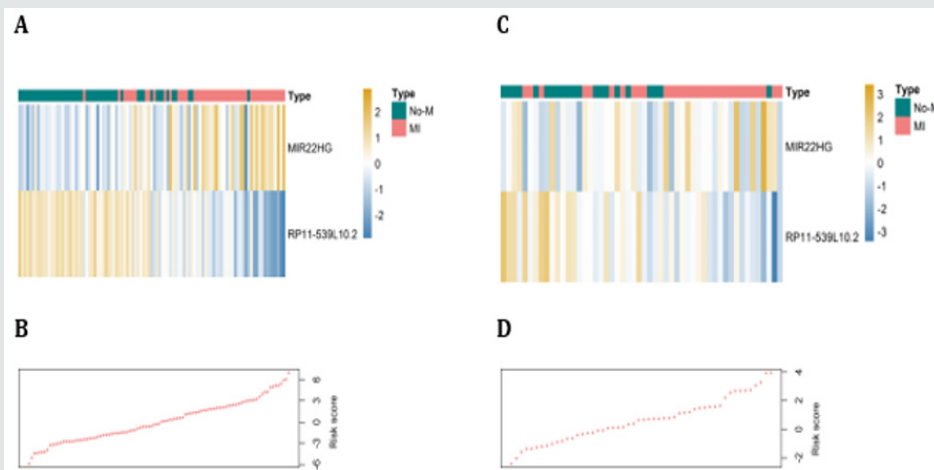 A
Type
Type
No-M
MI
2
1
0
-1
-2
MIR22HG
RP11-539L10.2
C
Type
Type
No-M
MI
3
2
1
0
-1
-2
-3
MIR22HG
RP11-539L10.2
B
6
3
0
-3
-6
Risk score
D
4
2
0
-2
Risk score